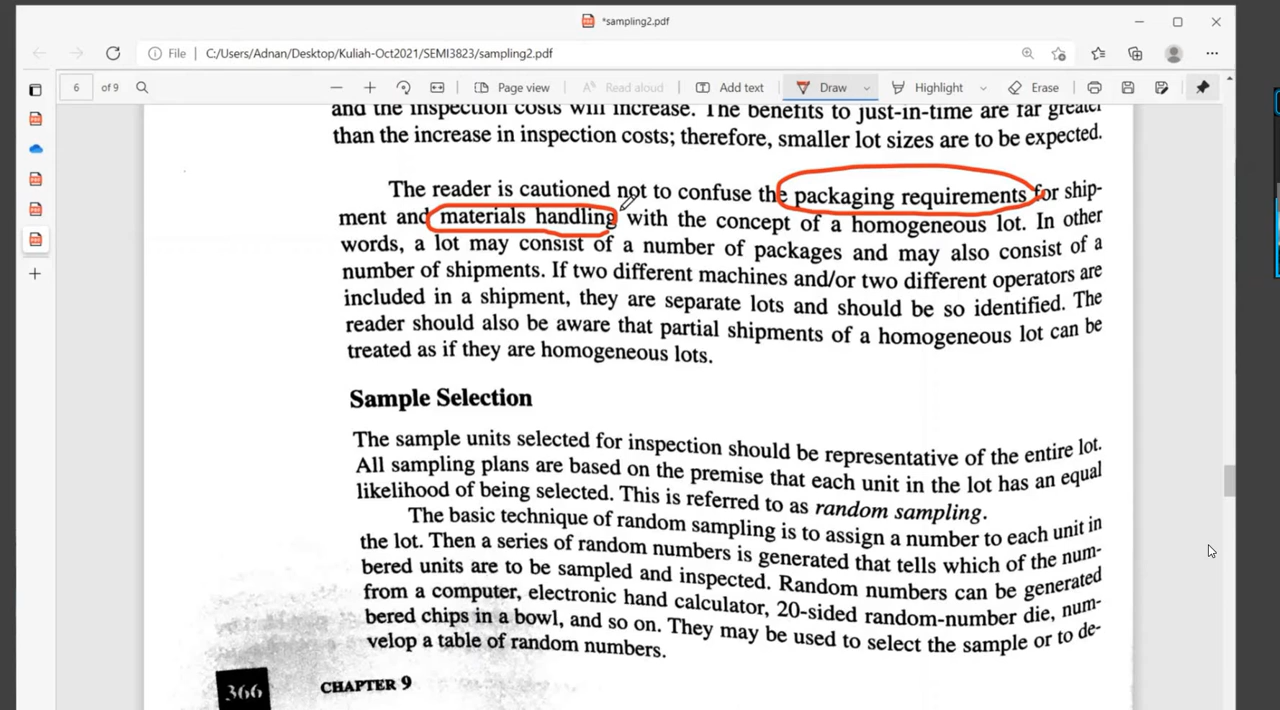 *sampling2.pdf
File C:/Users/Adnan/Desktop/Kuliah-Oct2021/SEMI3823/sampling2.pdf
6 of 9 Page view Read aloud Add text Draw Highlight Erase
and the inspection costs will increase. The benefits to just-in-time are far greater
than the increase in inspection costs; therefore, smaller lot sizes are to be expected.
The reader is cautioned not to confuse the packaging requirements for ship-
ment and materials handling with the concept of a homogeneous lot. In other
words, a lot may consist of a number of packages and may also consist of a
number of shipments. If two different machines and/or two different operators are
included in a shipment, they are separate lots and should be so identified. The
reader should also be aware that partial shipments of a homogeneous lot can be
treated as if they are homogeneous lots.
Sample Selection
The sample units selected for inspection should be representative of the entire lot.
All sampling plans are based on the premise that each unit in the lot has an equal
likelihood of being selected. This is referred to as random sampling.
The basic technique of random sampling is to assign a number to each unit in
the lot. Then a series of random numbers is generated that tells which of the num-
bered units are to be sampled and inspected. Random numbers can be generated
from a computer, electronic hand calculator, 20-sided random-number die, num-
bered chips in a bowl, and so on. They may be used to select the sample or to de-
velop a table of random numbers.
366 CHAPTER 9